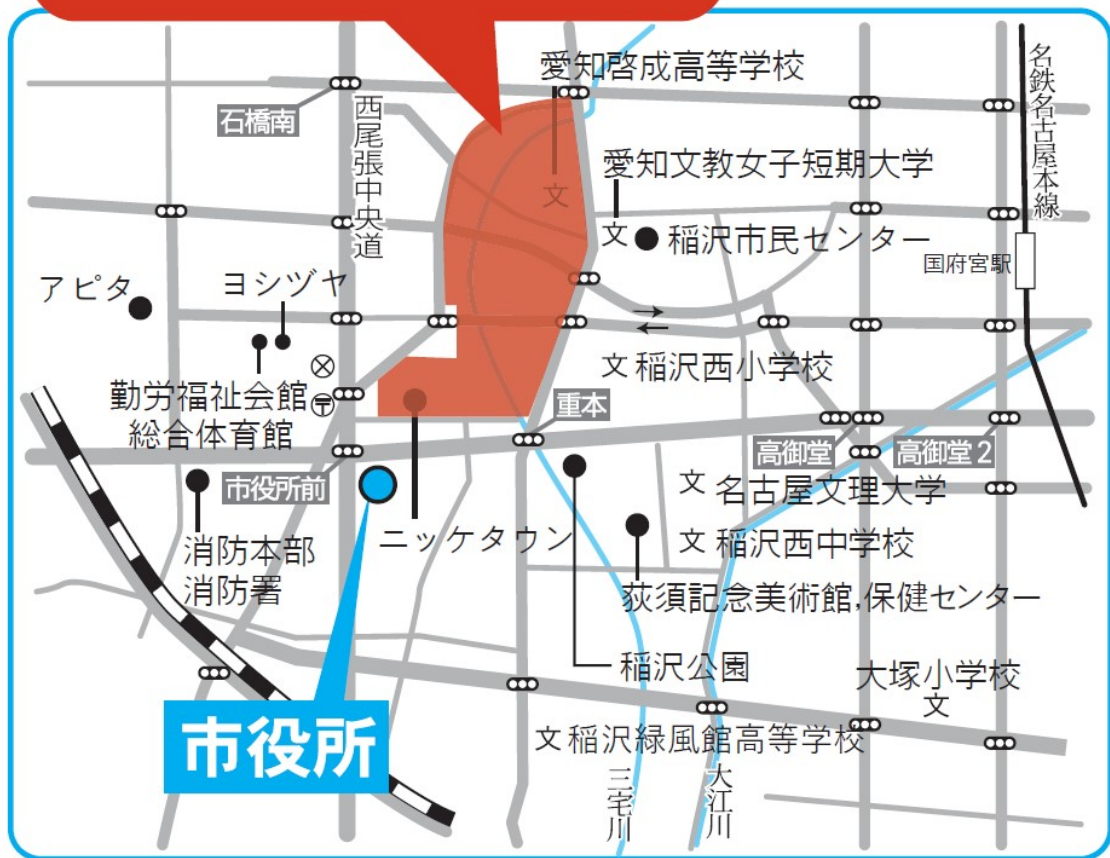 愛知啓成高等学校
名鉄名古屋本線
石橋南
西尾張中央道
愛知文教女子短期大学
文
文
稲沢市民センター
国府宮駅
アピタ
ヨシヅヤ
→
←
文 稲沢西小学校
勤労福祉会館
総合体育館
〒
重本
高御堂
高御堂2
市役所前
文 名古屋文理大学
ニッケタウン
消防本部
消防署
文 稲沢西中学校
荻須記念美術館,保健センター
稲沢公園
大塚小学校
文
市役所
文 稲沢緑風館高等学校
三宅川
大江川